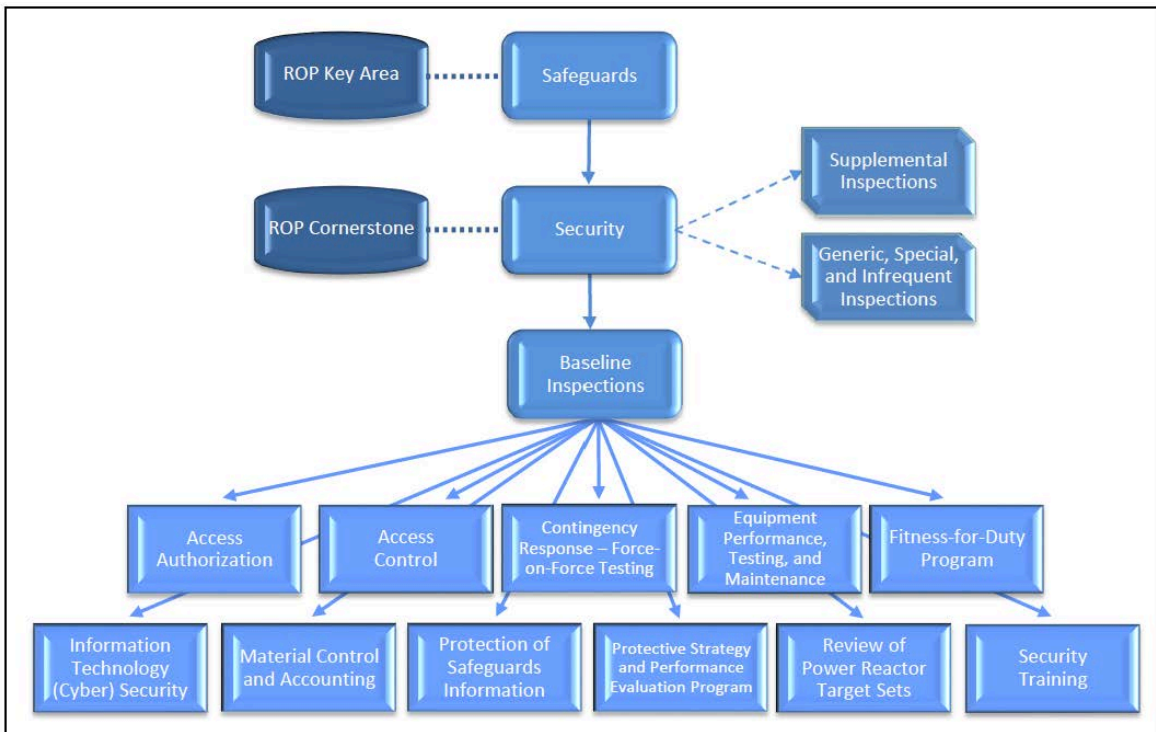 ROP Key Area
Safeguards
Supplemental
Inspections
ROP Cornerstone
Security
Generic, Special,
and Infrequent
Inspections
Baseline
Inspections
Access
Authorization
Access
Control
Contingency
Response – Force-
on-Force Testing
Equipment
Performance,
Testing, and
Maintenance
Fitness-for-Duty
Program
Information
Technology
(Cyber) Security
Material Control
and Accounting
Protection of
Safeguards
Information
Protective Strategy
and Performance
Evaluation Program
Review of
Power Reactor
Target Sets
Security
Training